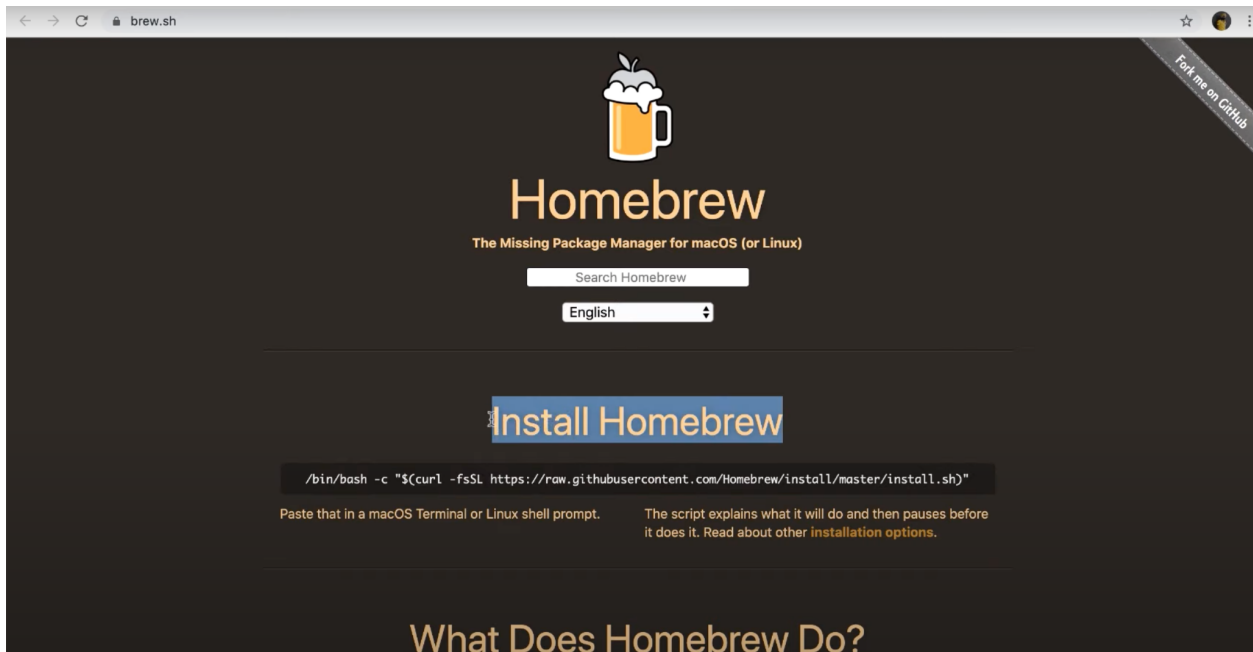 brew.sh
Fork me on GitHub
Homebrew
The Missing Package Manager for macOS (or Linux)
Search Homebrew
English
Install Homebrew
/bin/bash -c "$(curl -fsSL https://raw.githubusercontent.com/Homebrew/install/master/install.sh)"
Paste that in a macOS Terminal or Linux shell prompt.
The script explains what it will do and then pauses before
it does it. Read about other installation options.
What Does Homebrew Do?